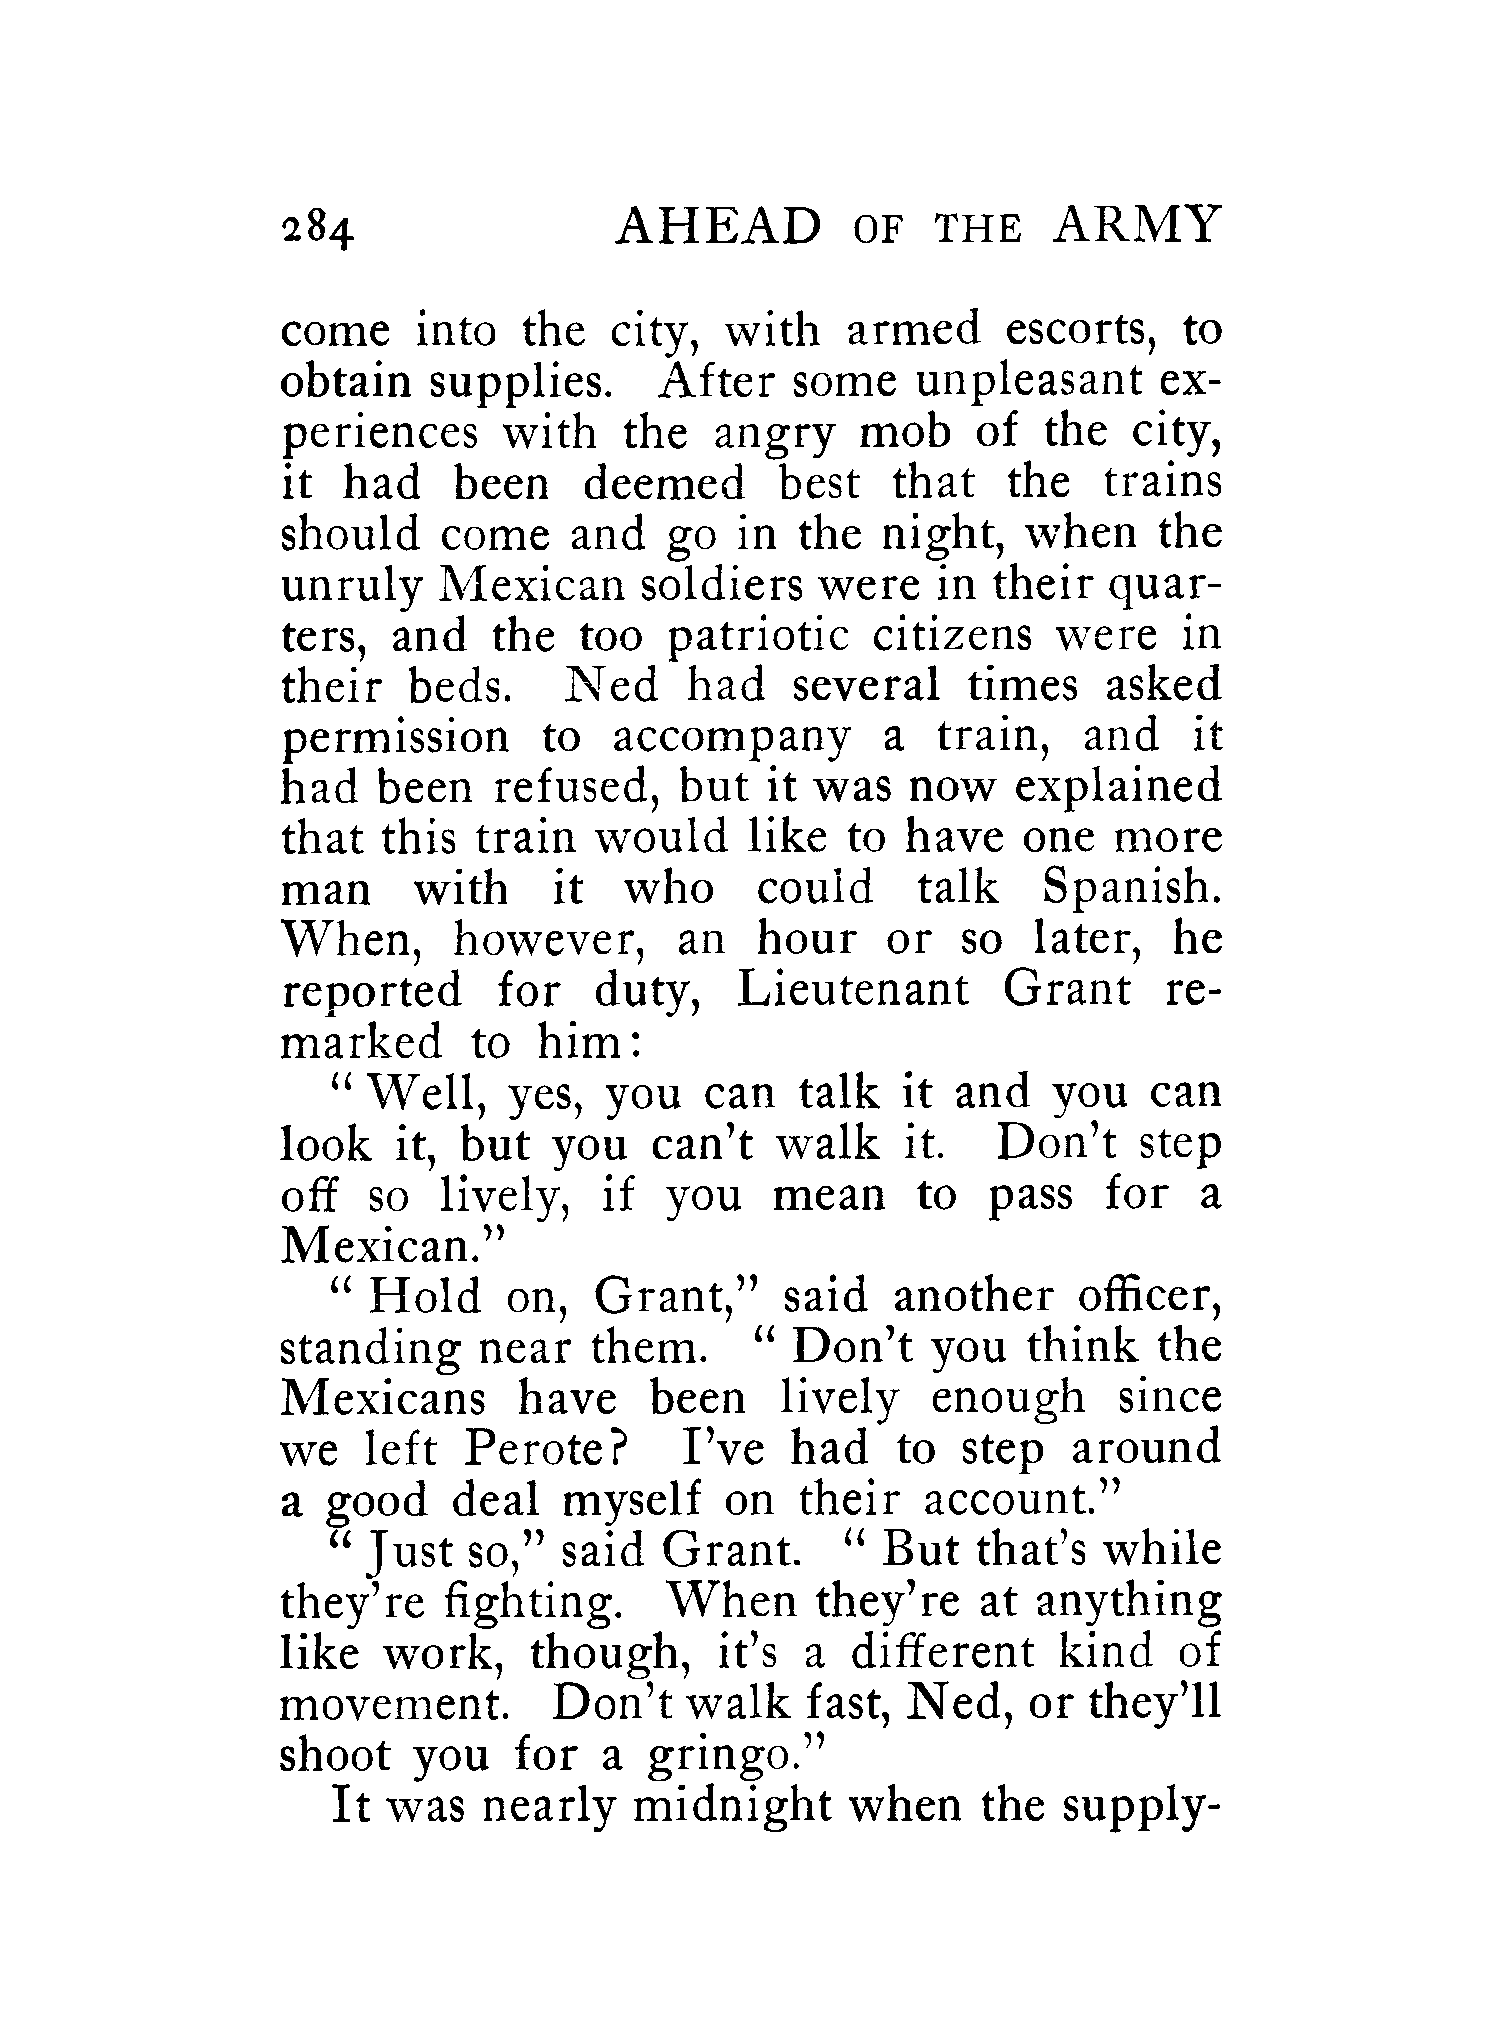 284 AHEAD OF THE ARMY
come into the city, with armed escorts, to
obtain supplies. After some unpleasant ex-
periences with the angry mob of the city,
it had been deemed best that the trains
should come and go in the night, when the
unruly Mexican soldiers were in their quar-
ters, and the too patriotic citizens were in
their beds. Ned had several times asked
permission to accompany a train, and it
had been refused, but it was now explained
that this train would like to have one more
man with it who could talk Spanish.
When, however, an hour or so later, he
reported for duty, Lieutenant Grant re-
marked to him:
“ Well, yes, you can talk it and you can
look it, but you can’t walk it. Don’t step
off so lively, if you mean to pass for a
Mexican.”
“ Hold on, Grant,” said another officer,
standing near them. “ Don’t you think the
Mexicans have been lively enough since
we left Perote? I’ve had to step around
a good deal myself on their account.”
“ Just so,” said Grant. “ But that’s while
they’re fighting. When they’re at anything
like work, though, it’s a different kind of
movement. Don’t walk fast, Ned, or they’ll
shoot you for a gringo.”
It was nearly midnight when the supply-